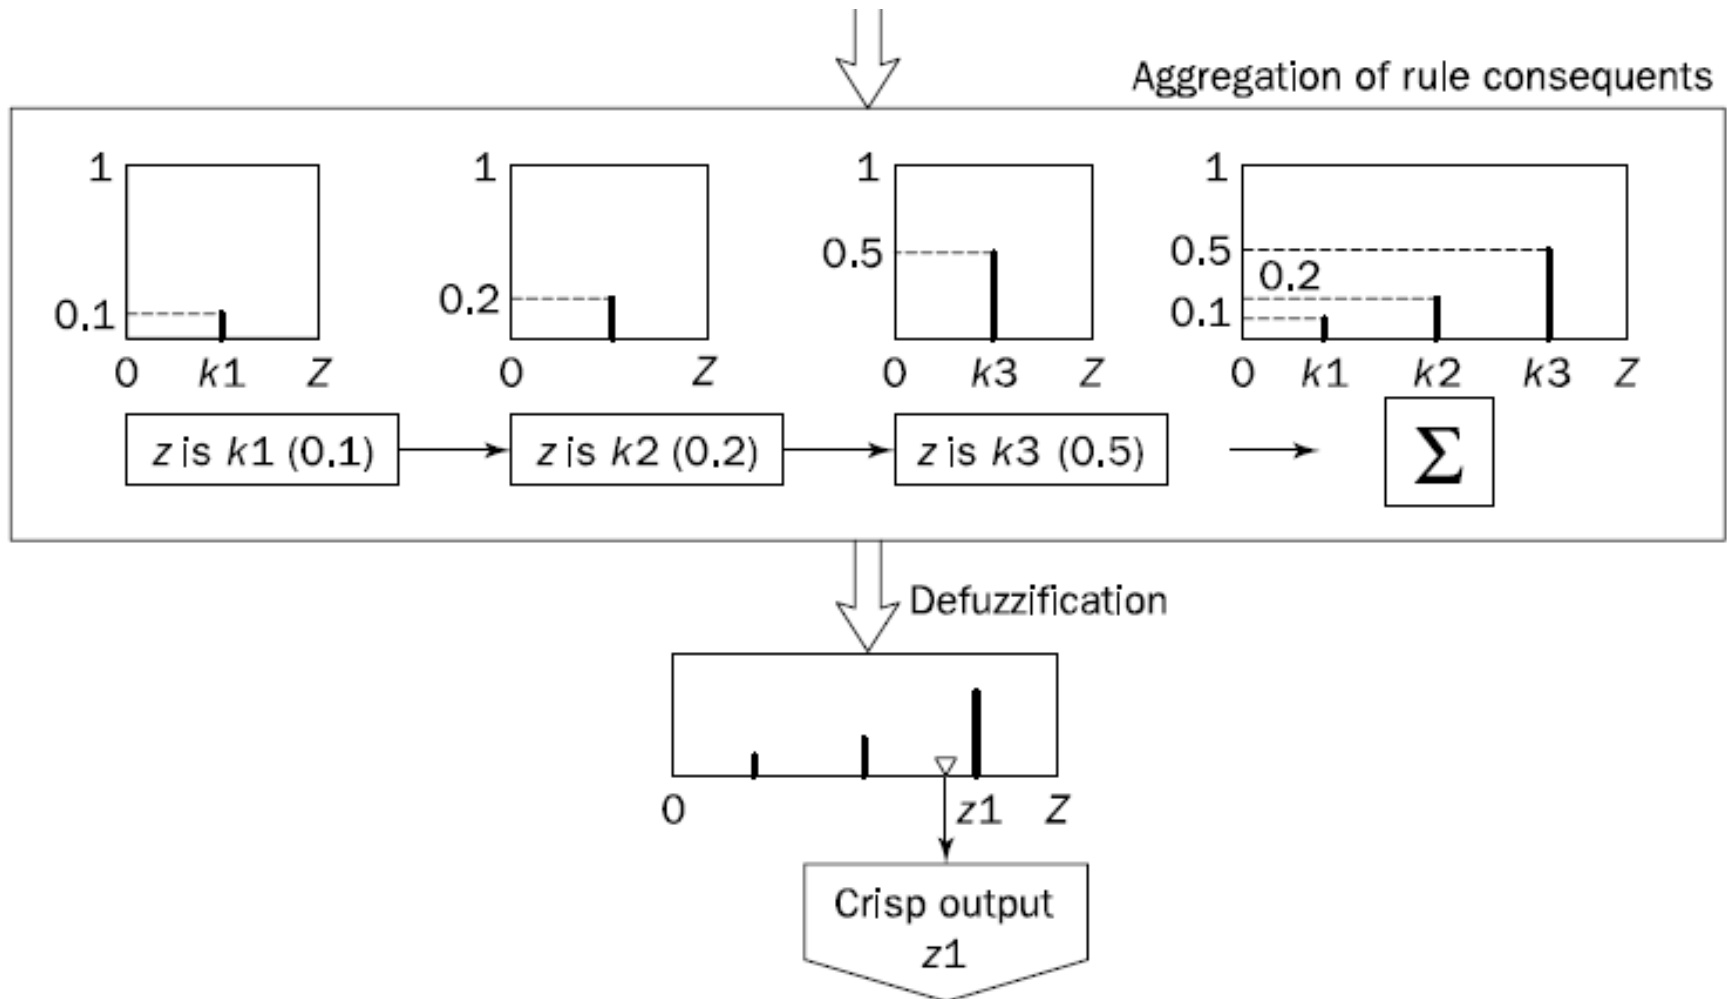 Aggregation of rule consequents
1
0.1
0 k1 Z
1
0.2
0 Z
1
0.5
0 k3 Z
1
0.5
0.2
0.1
0 k1 k2 k3 Z
z is k1 (0.1)
z is k2 (0.2)
z is k3 (0.5)
Σ
Defuzzification
0 z1 Z
Crisp output
z1